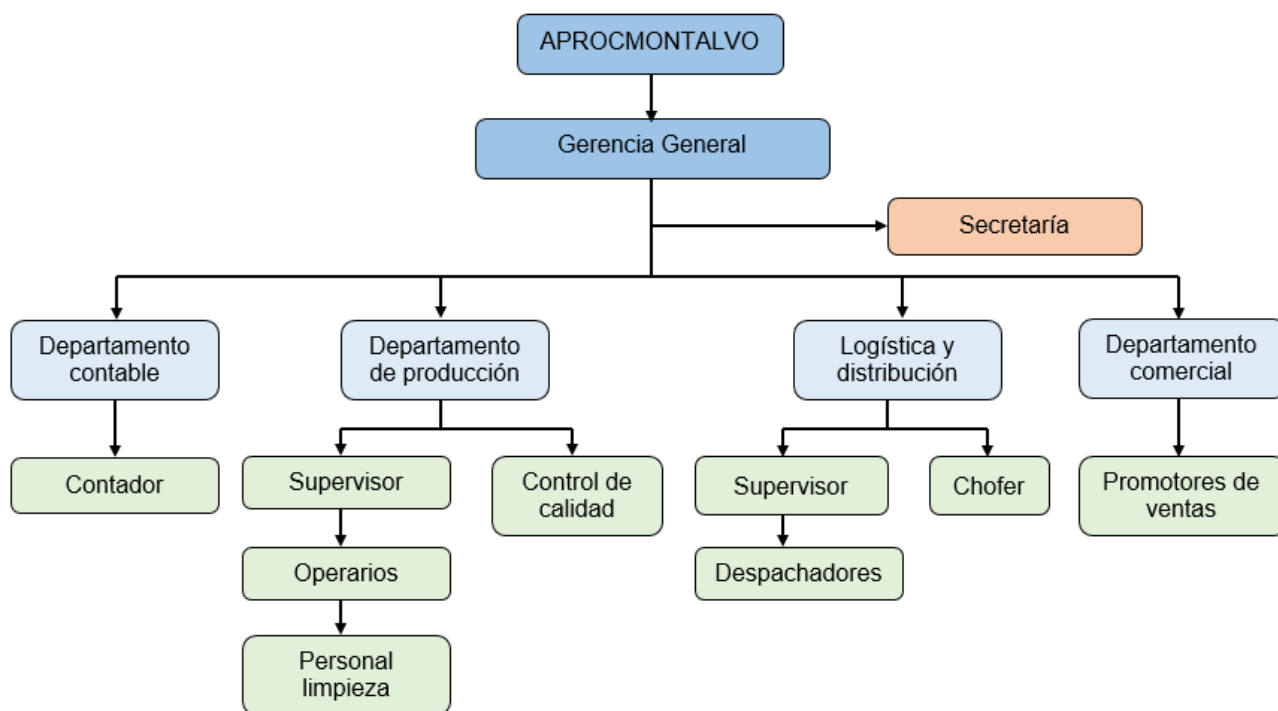 APROCMONTALVO
Gerencia General
Secretaría
Departamento
contable
Departamento
de producción
Logística y
distribución
Departamento
comercial
Contador
Supervisor
Control de
calidad
Supervisor
Chofer
Promotores de
ventas
Operarios
Despachadores
Personal
limpieza